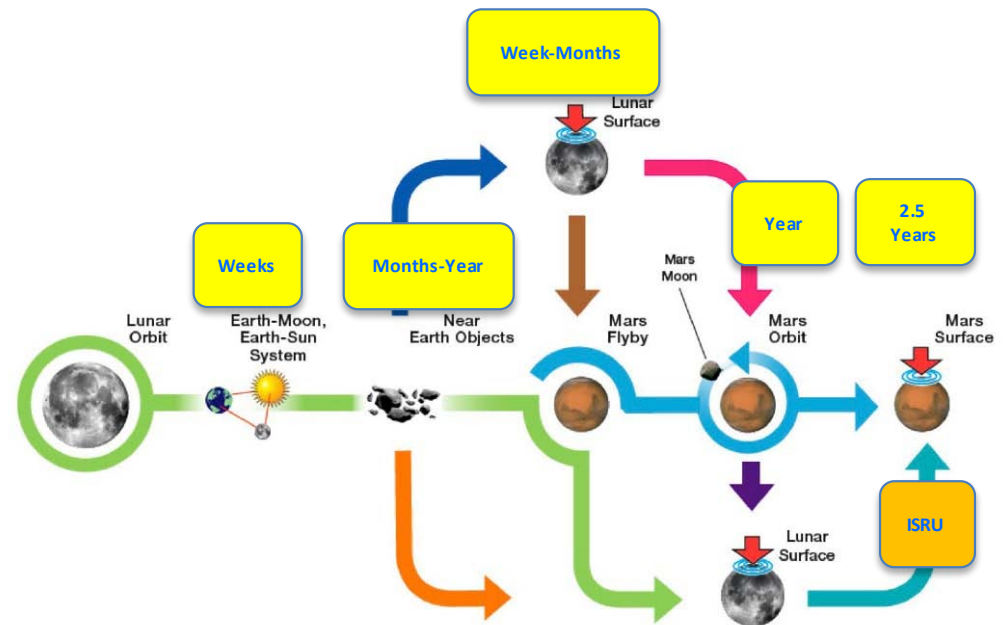 Week-Months
Lunar
Surface
Weeks
Months-Year
Year
2.5
Years
Mars
Moon
Lunar
Orbit
Earth-Moon,
Earth-Sun
System
Near
Earth Objects
Mars
Flyby
Mars
Orbit
Mars
Surface
ISRU
Lunar
Surface